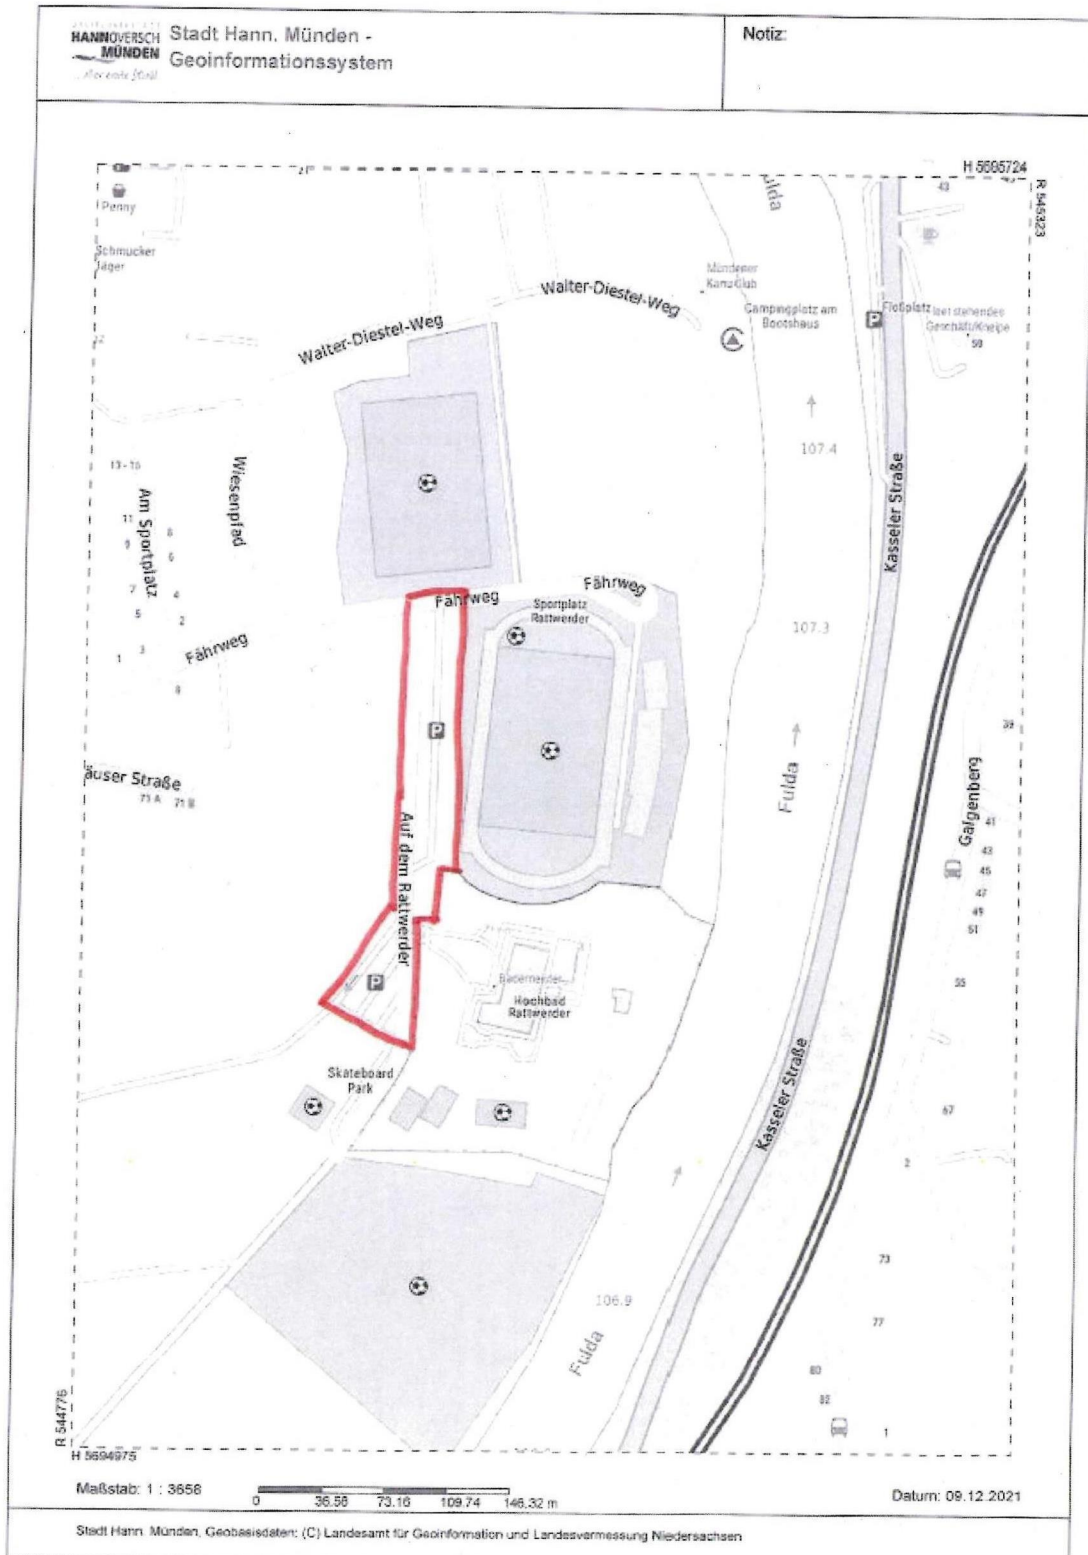 HANNOVERSCH
MÜNDEN
Stadt Hann. Münden -
Geoinformationssystem
Notiz:
H 5695724
R 545323
Penny
Schmucker
Jäger
Walter-Diestel-Weg
Walter-Diestel-Weg
Mündener
Kanu-Club
Campingplatz am
Bootshaus
Fulda
P
Floßplatz
leer stehendes
Geschäft/Kneipe
59
43
107.4
Kasseler Straße
13 - 15
Am Sportplatz
11
9
7
5
3
1
8
6
4
2
Wiesenpfad
Fährweg
8
Fährweg
Fährweg
Sportplatz
Rattwerder
107.3
P
äuser Straße
71 A
71 B
Auf dem Rattwerder
Fulda
39
Galgenberg
41
43
45
47
49
51
55
P
Hochbad
Rattwerder
Skateboard
Park
Kasseler Straße
67
2
73
77
80
82
1
106.9
Fulda
R 544776
H 5694975
Maßstab: 1 : 3658
0 36.58 73.16 109.74 146.32 m
Datum: 09.12.2021
Stadt Hann. Münden, Geobasisdaten: (C) Landesamt für Geoinformation und Landesvermessung Niedersachsen